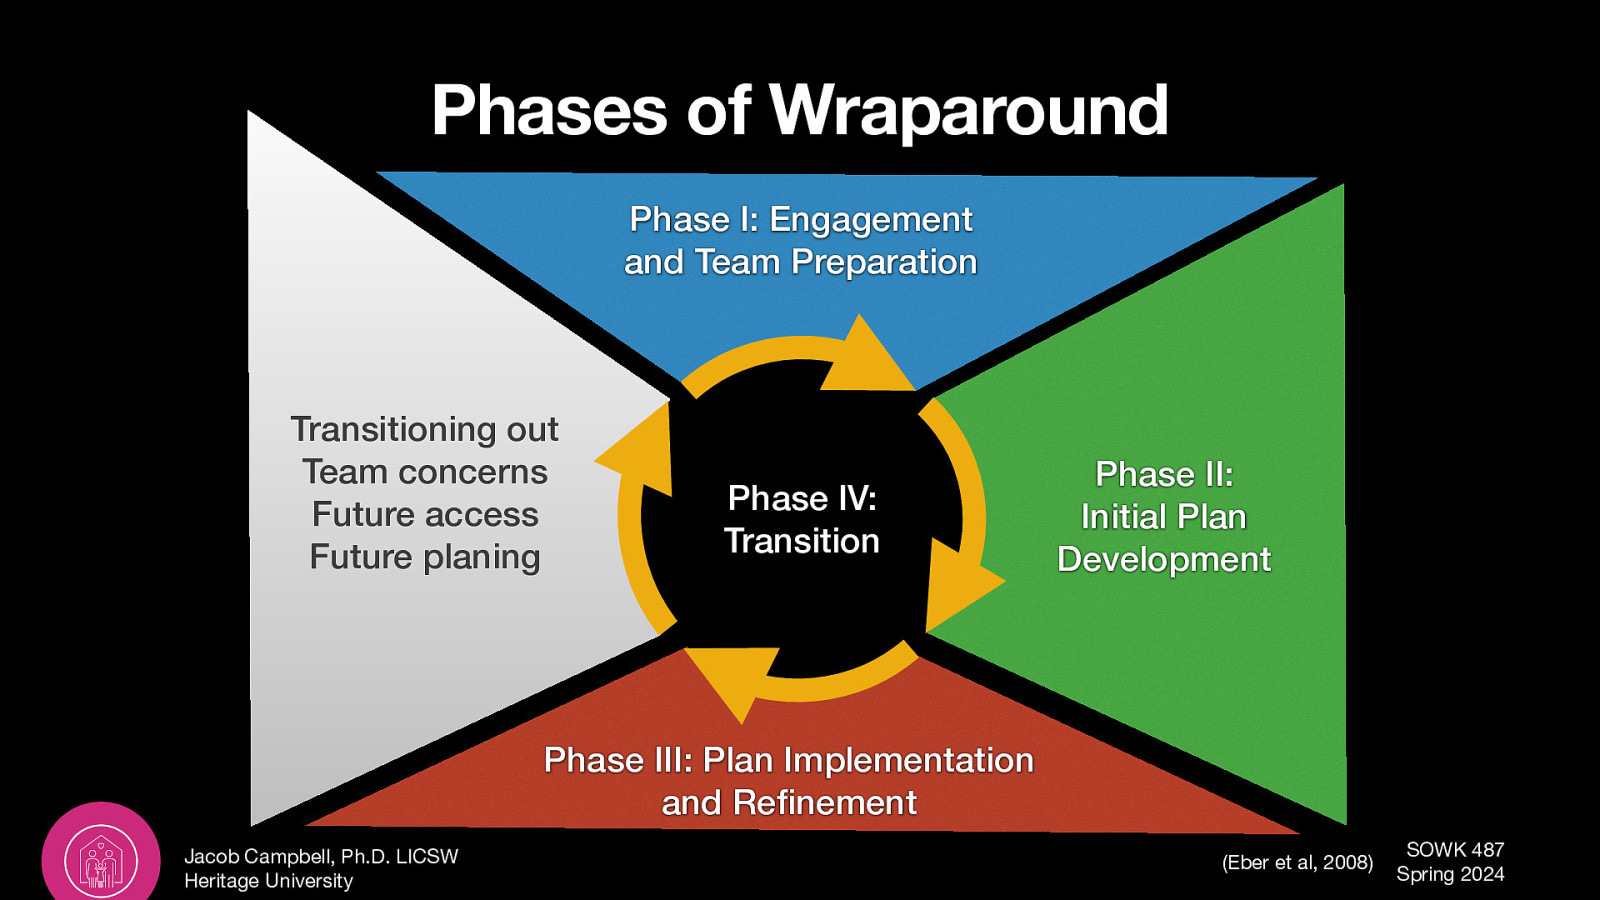 Phases of Wraparound
Phase I: Engagement
and Team Preparation
Transitioning out
Team concerns
Future access
Future planing
Phase IV:
Transition
Phase II:
Initial Plan
Development
Phase III: Plan Implementation
and Refinement
Jacob Campbell, Ph.D. LICSW
Heritage University
(Eber et al, 2008)
SOWK 487
Spring 2024